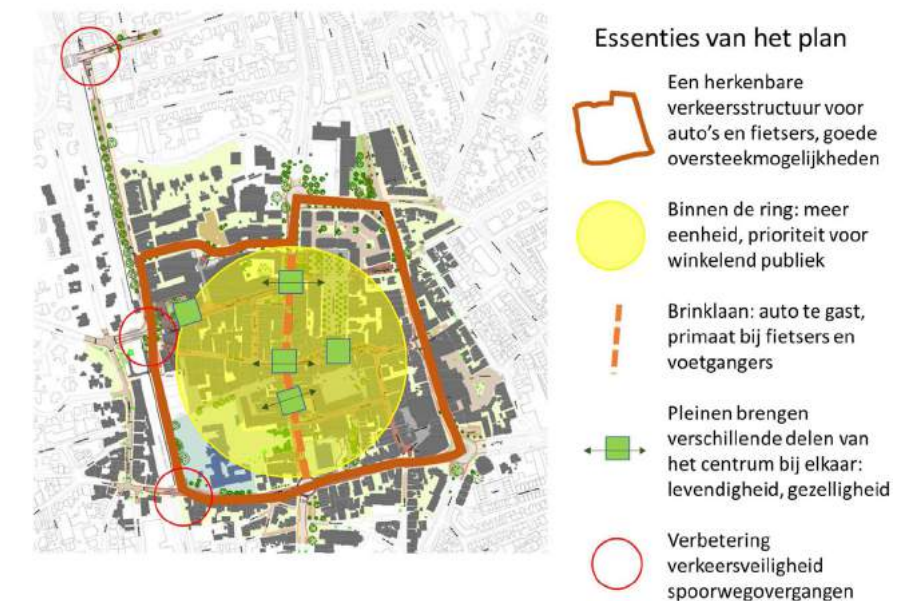 Essenties van het plan
Een herkenbare
verkeersstructuur voor
auto's en fietsers, goede
oversteekmogelijkheden
Binnen de ring: meer
eenheid, prioriteit voor
winkelend publiek
Brinklaan: auto te gast,
primaat bij fietsers en
voetgangers
Pleinen brengen
verschillende delen van
het centrum bij elkaar:
levendigheid, gezelligheid
Verbetering
verkeersveiligheid
spoorwegovergangen